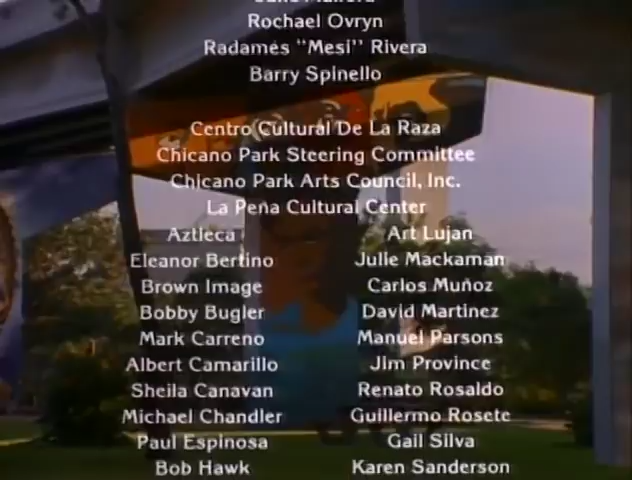 Rochael Ovryn
Radamés "Mesi" Rivera
Barry Spinello
Centro Cultural De La Raza
Chicano Park Steering Committee
Chicano Park Arts Council, Inc.
La Peña Cultural Center
Aztleca Art Lujan
Eleanor Bertino Julie Mackaman
Brown Image Carlos Muñoz
Bobby Bugler David Martinez
Mark Carreno Manuel Parsons
Albert Camarillo Jim Province
Sheila Canavan Renato Rosaldo
Michael Chandler Guillermo Rosete
Paul Espinosa Gail Silva
Bob Hawk Karen Sanderson